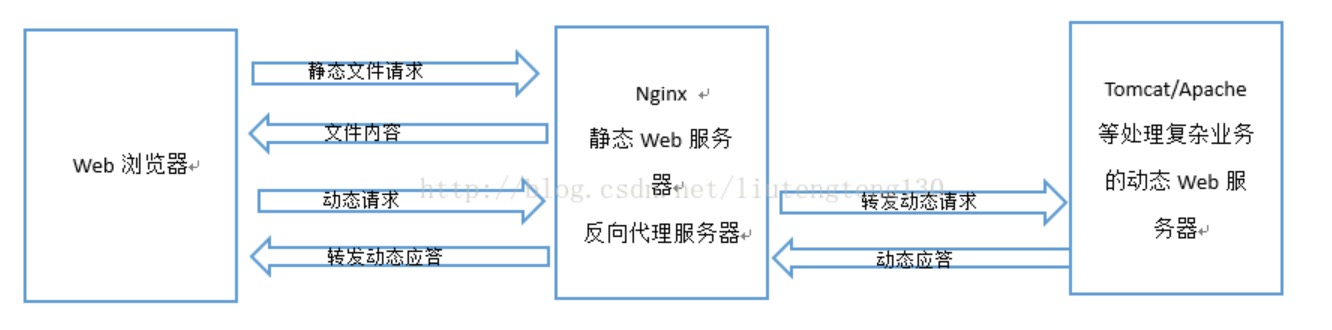 Web 浏览器
静态文件请求
文件内容
动态请求
转发动态应答
Nginx
静态 Web 服务
器
反向代理服务器
转发动态请求
动态应答
Tomcat/Apache
等处理复杂业务
的动态 Web 服
务器
http://blog.csdn.net/liutengteng130